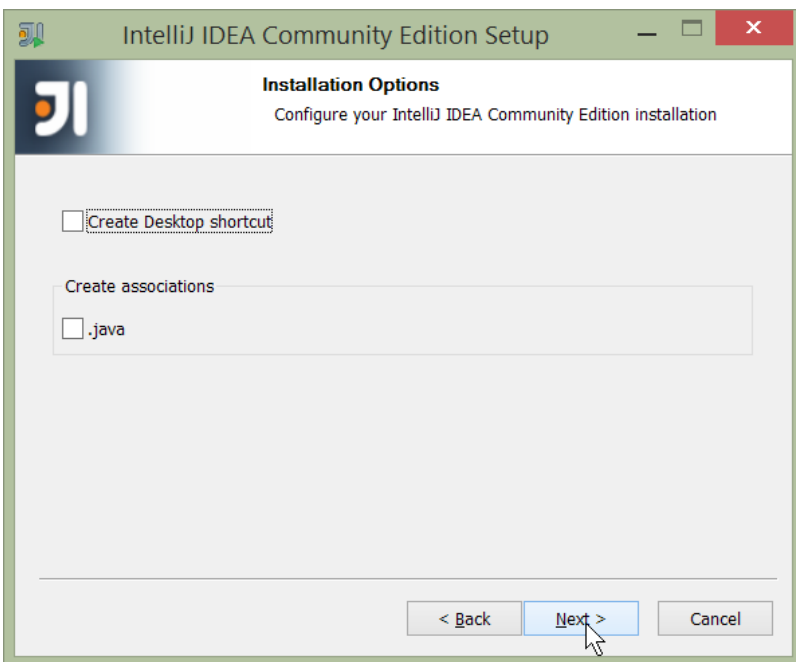 IntelliJ IDEA Community Edition Setup
Installation Options
Configure your IntelliJ IDEA Community Edition installation
Create Desktop shortcut
Create associations
.java
< Back
Next >
Cancel